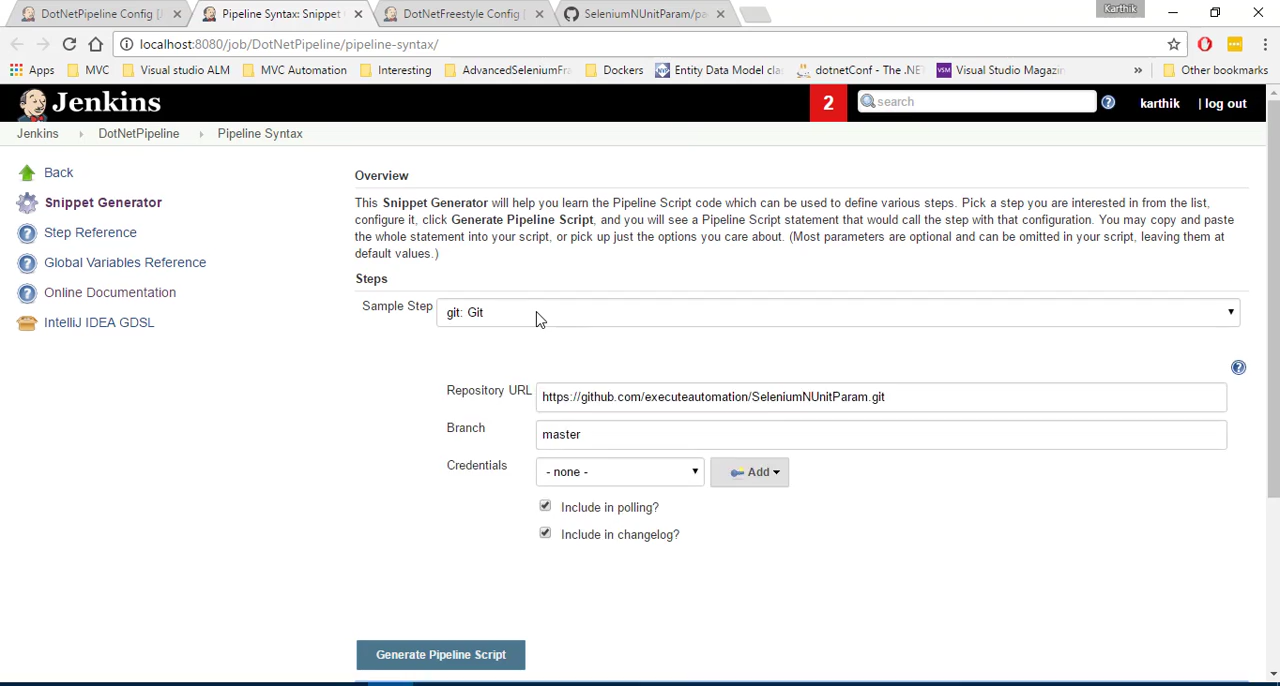 DotNetPipeline Config [
Pipeline Syntax: Snippet
DotNetFreestyle Config [
SeleniumNUnitParam/pa
Karthik
localhost:8080/job/DotNetPipeline/pipeline-syntax/
Apps
MVC
Visual studio ALM
MVC Automation
Interesting
AdvancedSeleniumFra
Dockers
Entity Data Model cla
dotnetConf - The .NE
VSM
Visual Studio Magazin
»
Other bookmarks
Jenkins
2
search
karthik
| log out
Jenkins
DotNetPipeline
Pipeline Syntax
Back
Snippet Generator
Step Reference
Global Variables Reference
Online Documentation
IntelliJ IDEA GDSL
Overview
This Snippet Generator will help you learn the Pipeline Script code which can be used to define various steps. Pick a step you are interested in from the list,
configure it, click Generate Pipeline Script, and you will see a Pipeline Script statement that would call the step with that configuration. You may copy and paste
the whole statement into your script, or pick up just the options you care about. (Most parameters are optional and can be omitted in your script, leaving them at
default values.)
Steps
Sample Step
git: Git
Repository URL
https://github.com/executeautomation/SeleniumNUnitParam.git
Branch
master
Credentials
- none -
Add
Include in polling?
Include in changelog?
Generate Pipeline Script